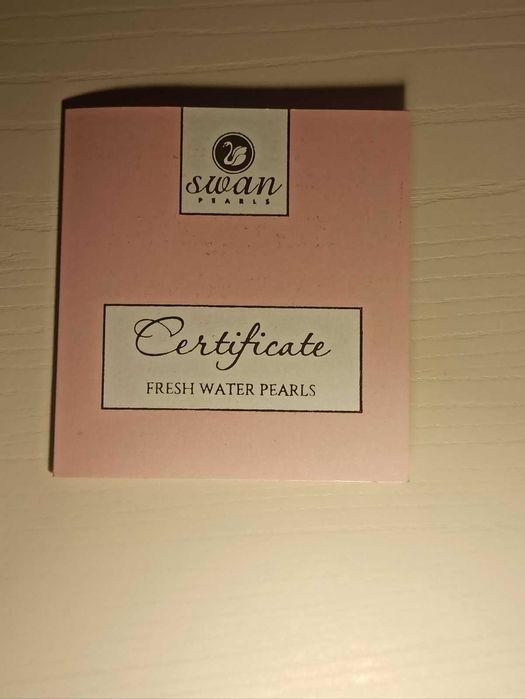 swan
PEARLS
Certificate
FRESH WATER PEARLS